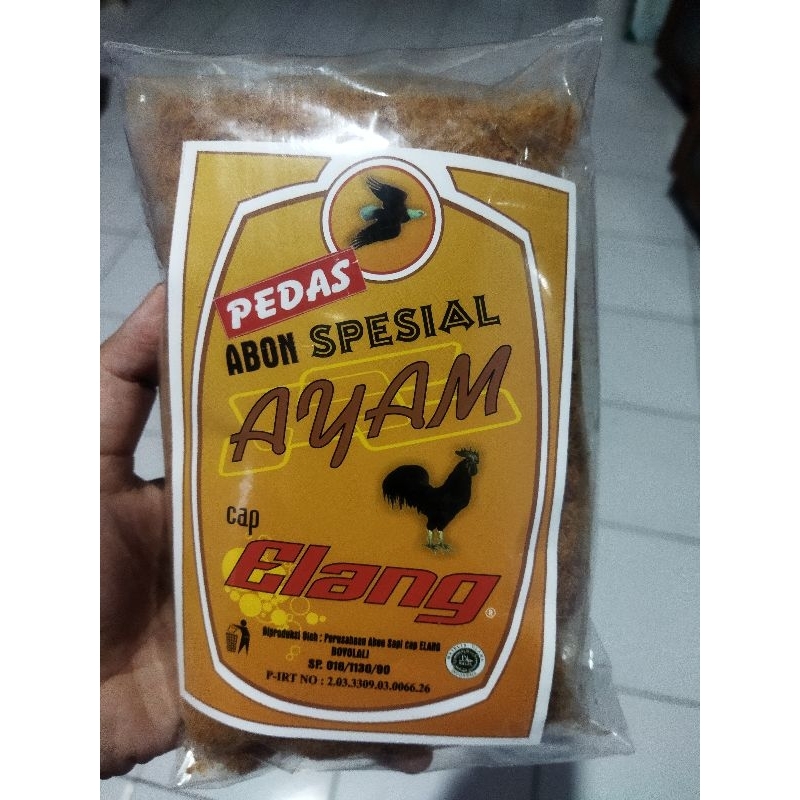 PEDAS
ABON SPESIAL
AYAM
cap
Elang®
Diproduksi Oleh : Perusahaan Abon Sapi cap ELANG
BOYOLALI
SP. 018/1130/90
P-IRT NO : 2.03.3309.03.0066.26